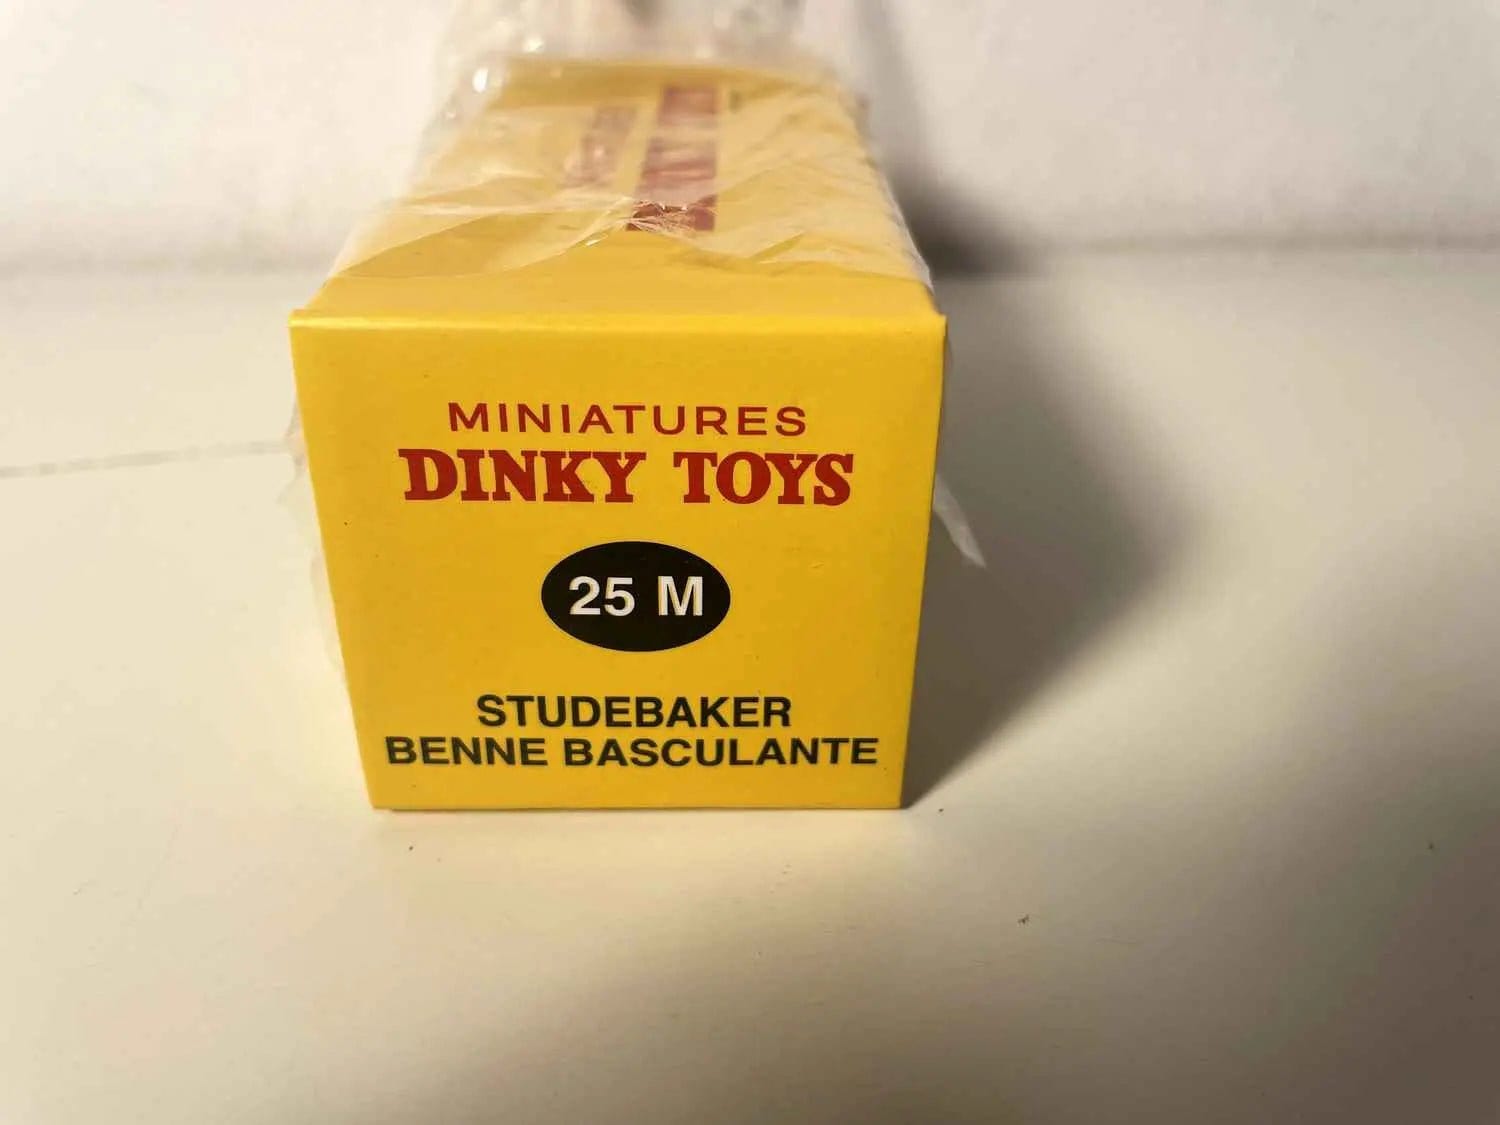 MINIATURES
DINKY TOYS
25 M
STUDEBAKER
BENNE BASCULANTE